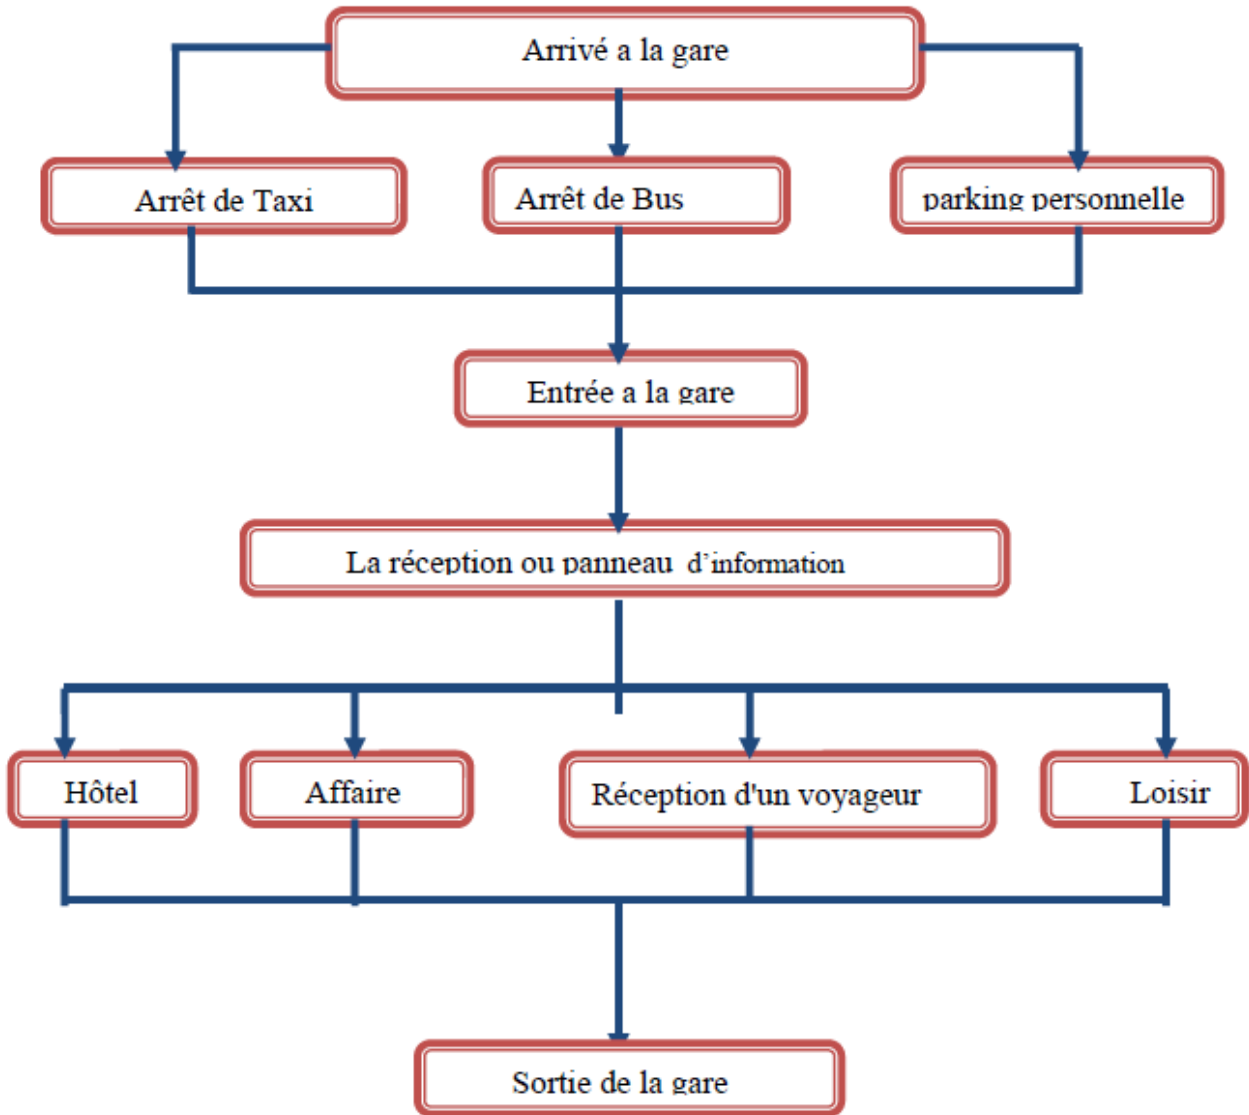 Arrivé a la gare
Arrêt de Taxi
Arrêt de Bus
parking personnelle
Entrée a la gare
La réception ou panneau d’information
Hôtel
Affaire
Réception d'un voyageur
Loisir
Sortie de la gare